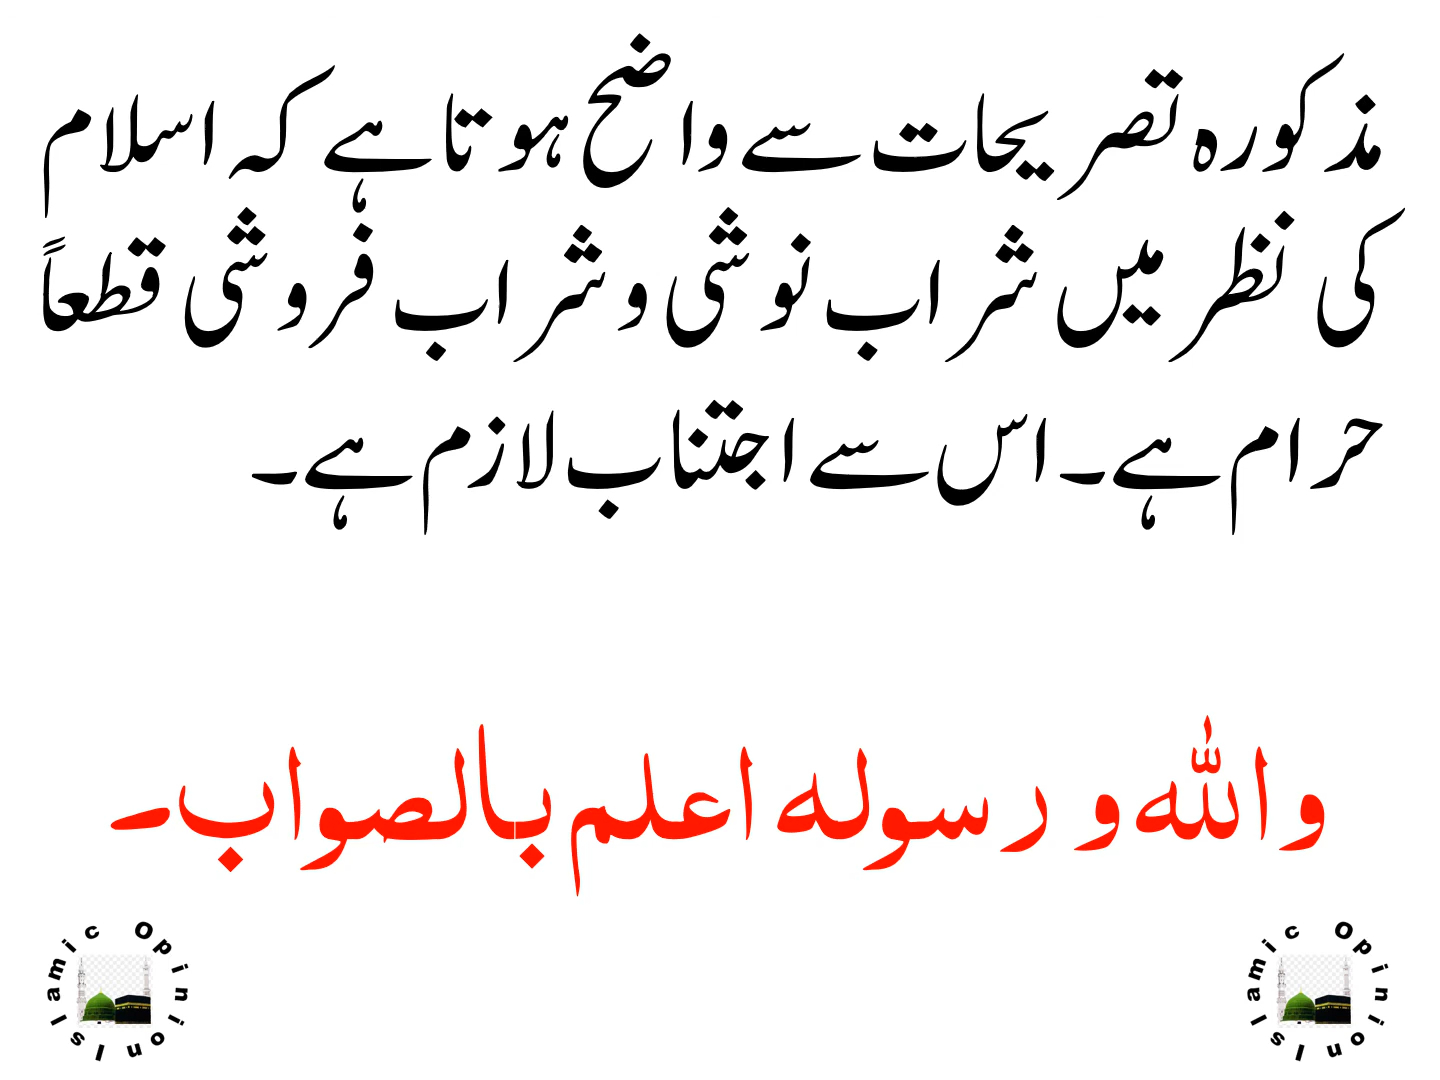 مذکورہ تصریحات سے واضح ہوتا ہے کہ اسلام
کی نظر میں شراب نوشی و شراب فروشی قطعاً
حرام ہے۔ اس سے اجتناب لازم ہے۔
واللہ و رسولہ اعلم بالصواب۔
Islamic Opinion
Islamic Opinion